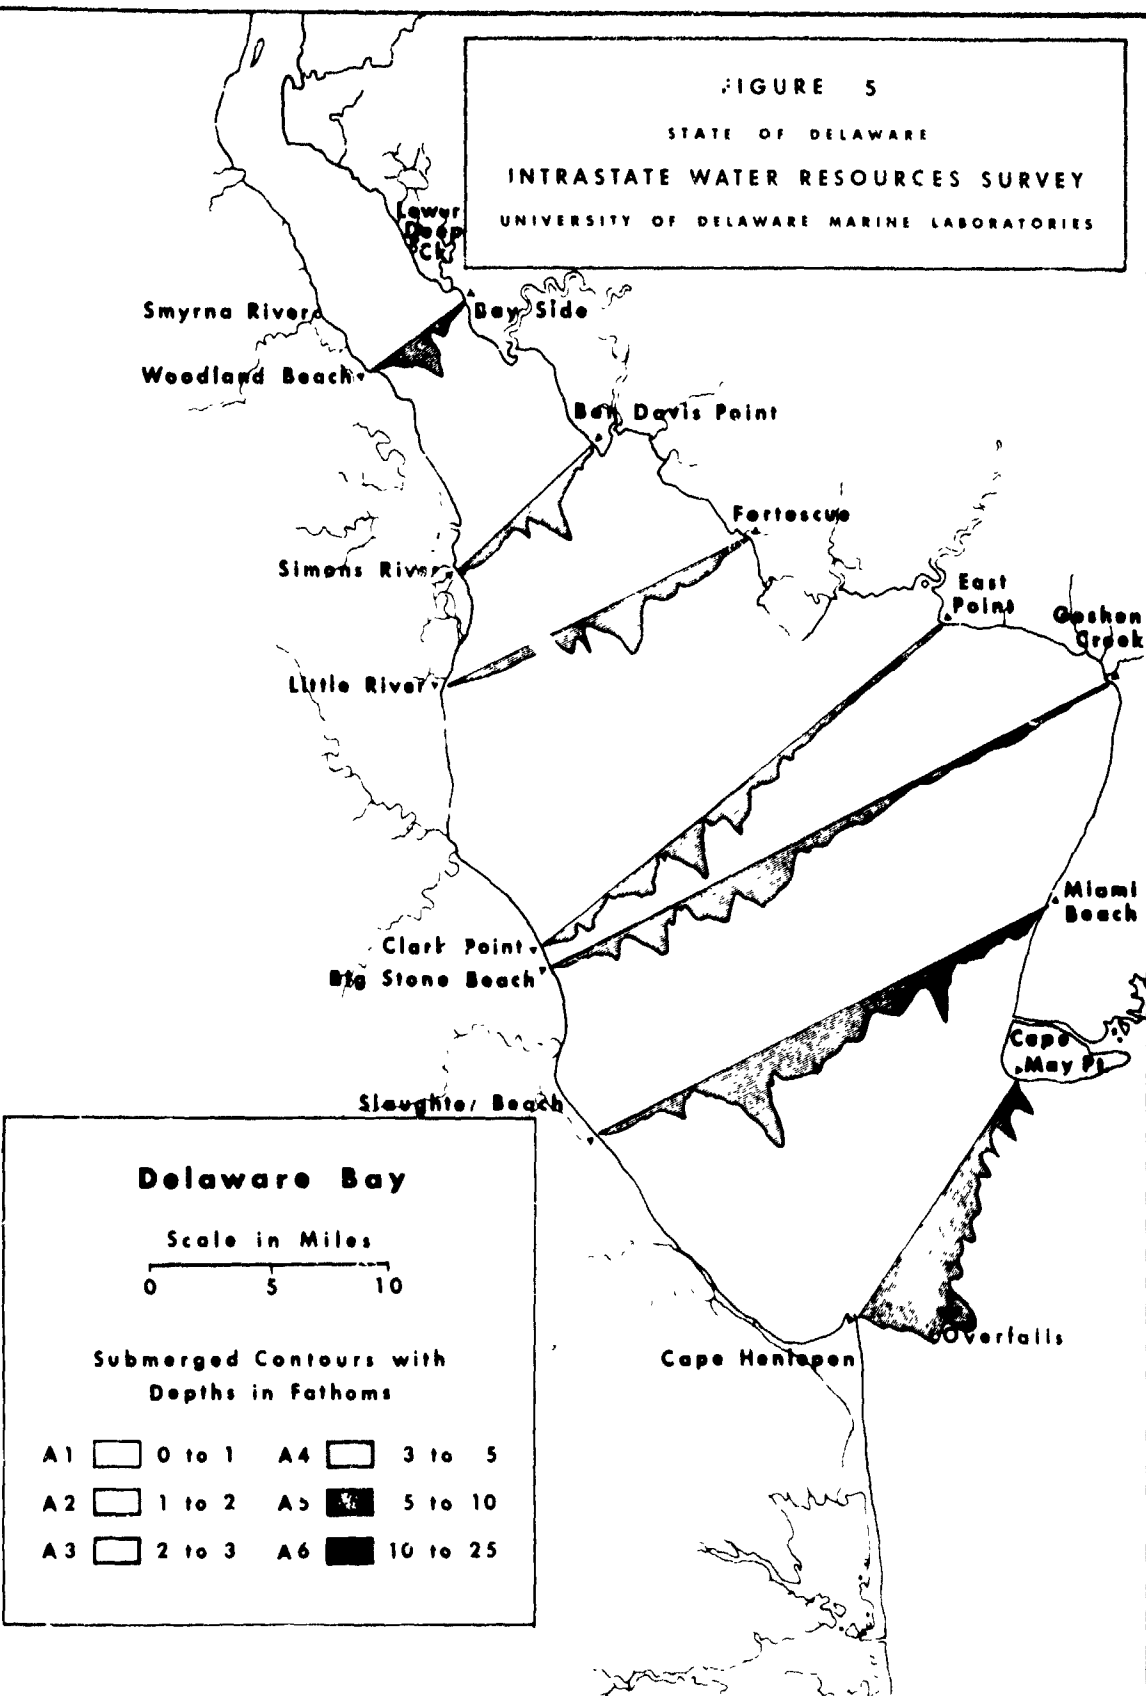 FIGURE 5
STATE OF DELAWARE
INTRASTATE WATER RESOURCES SURVEY
UNIVERSITY OF DELAWARE MARINE LABORATORIES
Lower
Deep
Ck
Smyrna River
Bay Side
Woodland Beach
Ben Davis Point
Fortescue
Simons River
East
Point
Goshen
Creek
Little River
Miami
Beach
Clark Point
Big Stone Beach
Cape
May Pt
Slaughter Beach
Overfalls
Cape Henlopen
Delaware Bay
Scale in Miles
0 5 10
Submerged Contours with
Depths in Fathoms
A1 0 to 1 A4 3 to 5
A2 1 to 2 A5 5 to 10
A3 2 to 3 A6 10 to 25